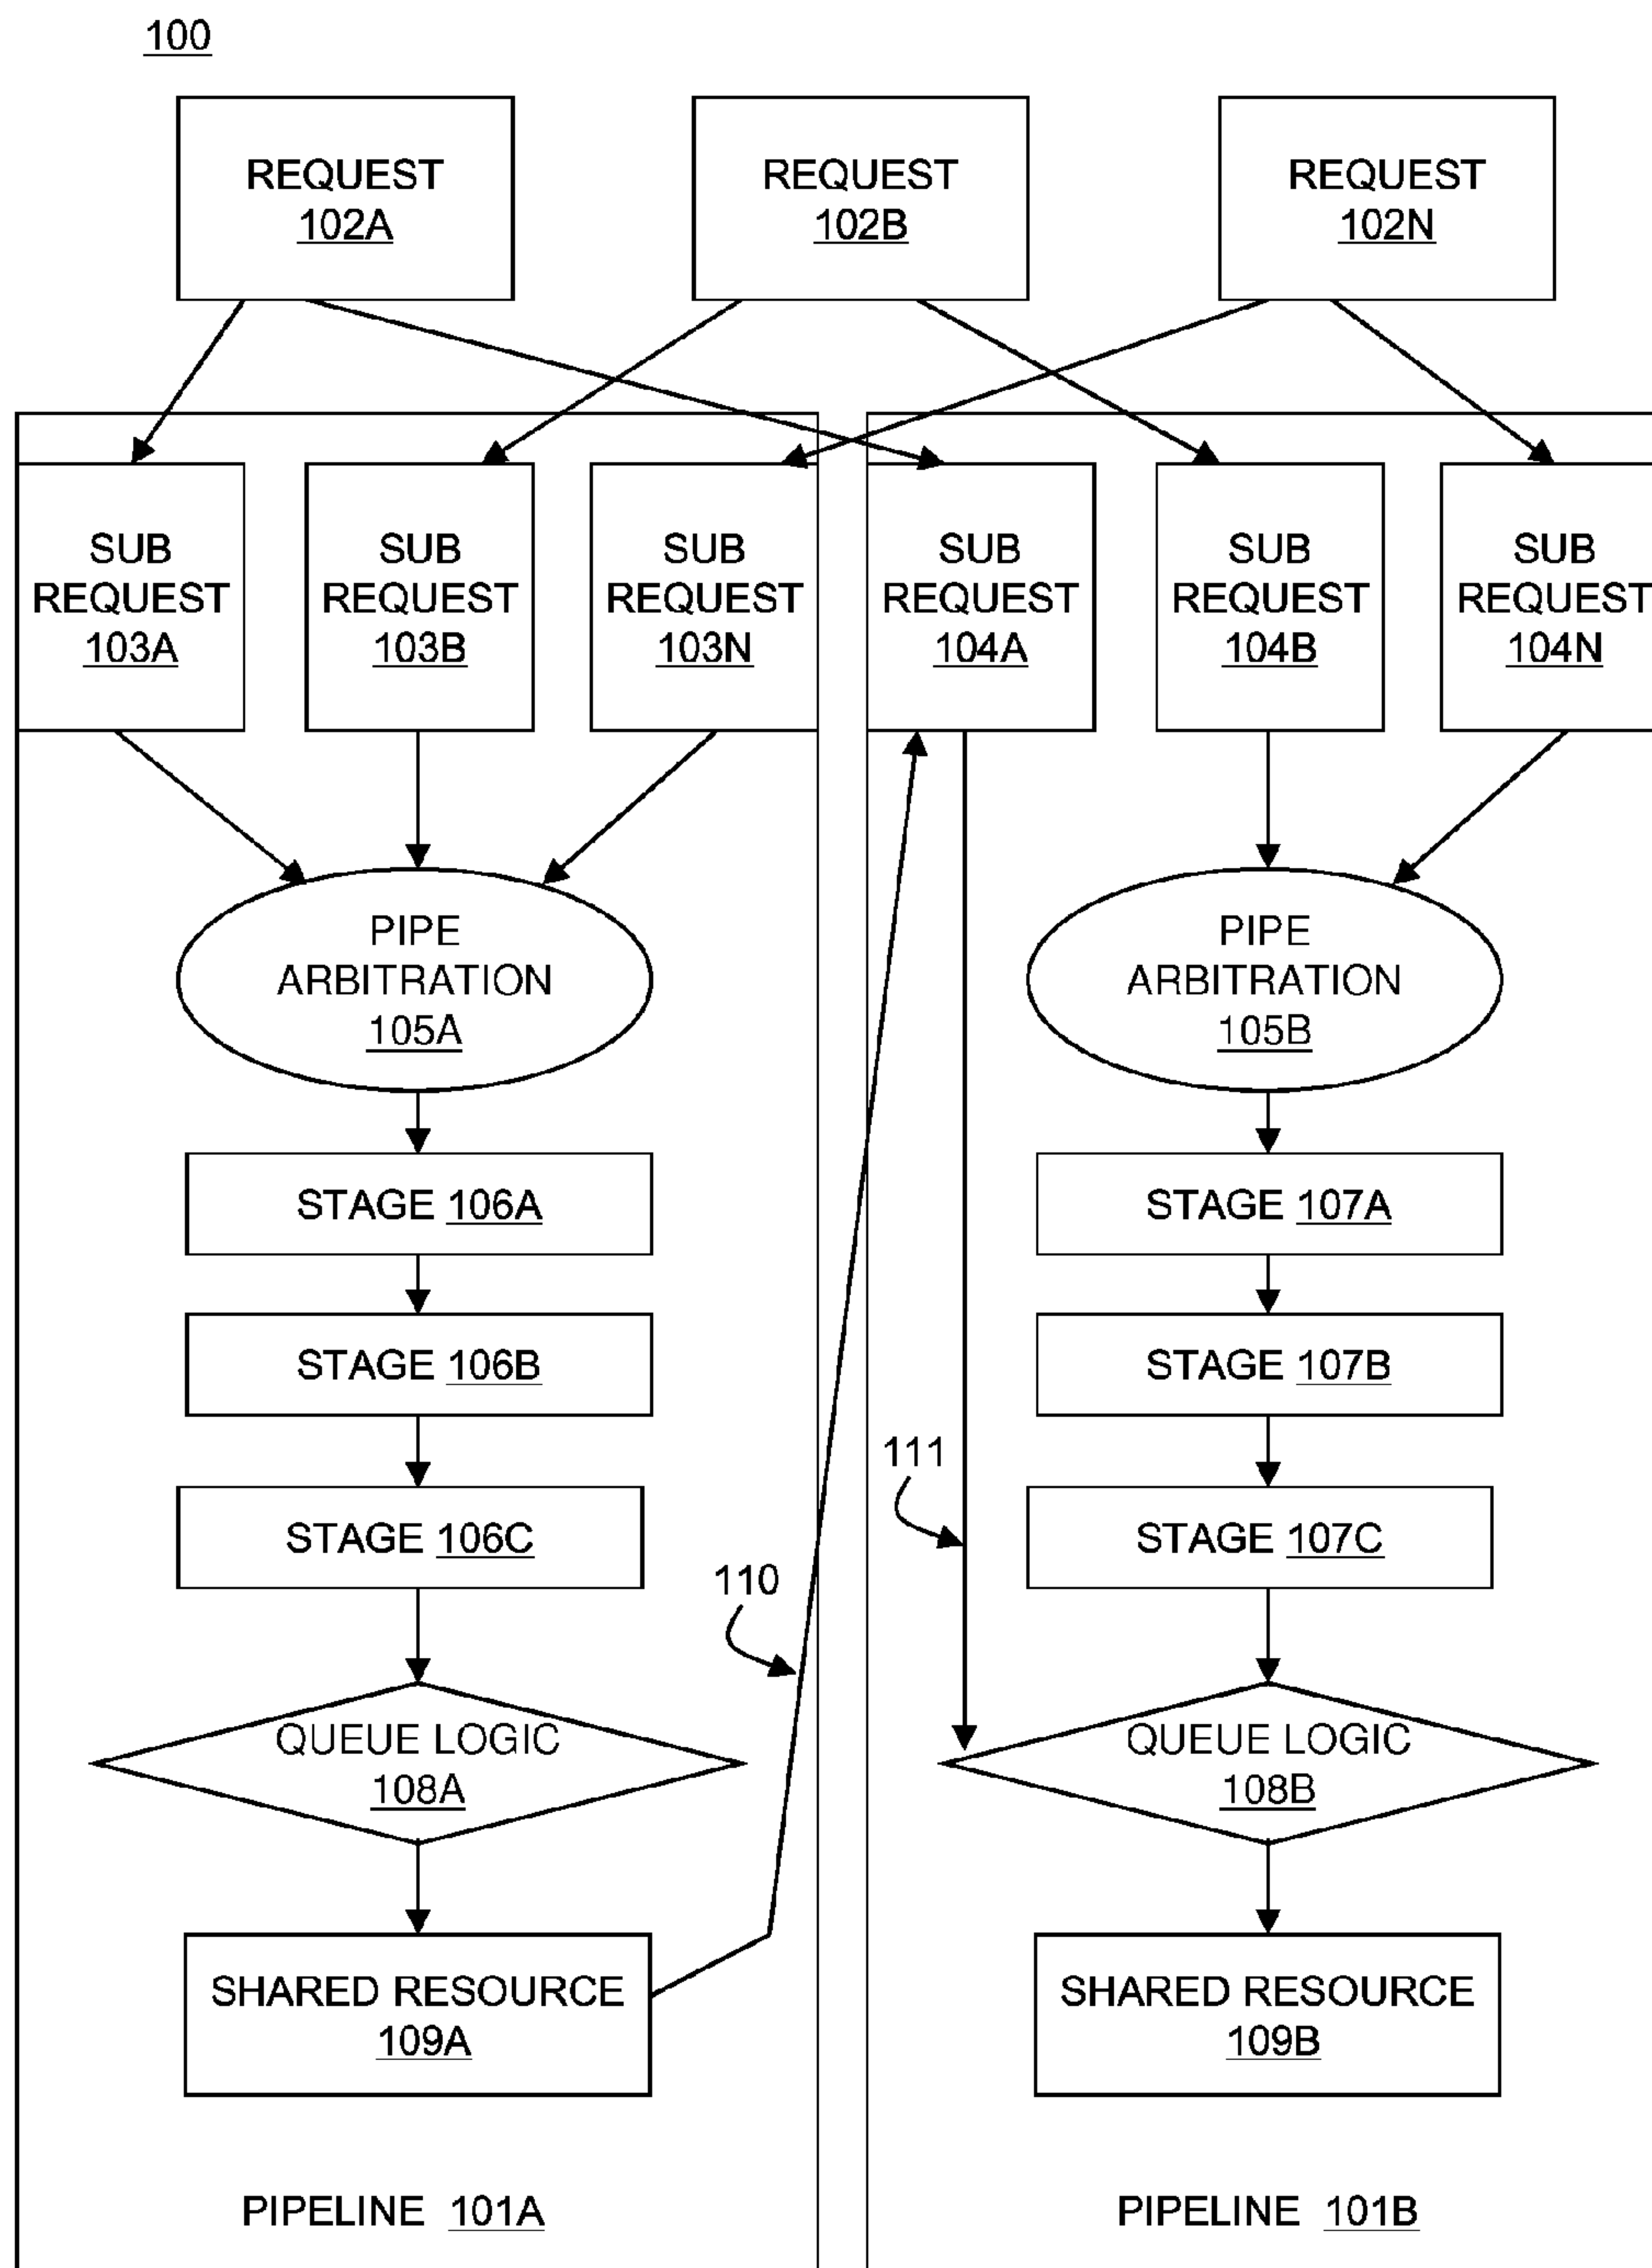 100
REQUEST
102A
REQUEST
102B
REQUEST
102N
SUB
REQUEST
103A
SUB
REQUEST
103B
SUB
REQUEST
103N
SUB
REQUEST
104A
SUB
REQUEST
104B
SUB
REQUEST
104N
PIPE
ARBITRATION
105A
PIPE
ARBITRATION
105B
STAGE 106A
STAGE 107A
STAGE 106B
STAGE 107B
111
STAGE 106C
STAGE 107C
110
QUEUE LOGIC
108A
QUEUE LOGIC
108B
SHARED RESOURCE
109A
SHARED RESOURCE
109B
PIPELINE 101A
PIPELINE 101B